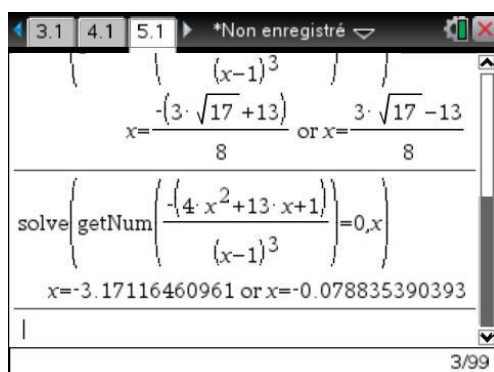 3.1 4.1 5.1 *Non enregistré
(x−1)^3
x=-(3·√17+13)/8 or x=(3·√17−13)/8
solve(getNum(-(4·x^2+13·x+1)/(x−1)^3)=0,x)
x=-3.17116460961 or x=-0.078835390393
3/99